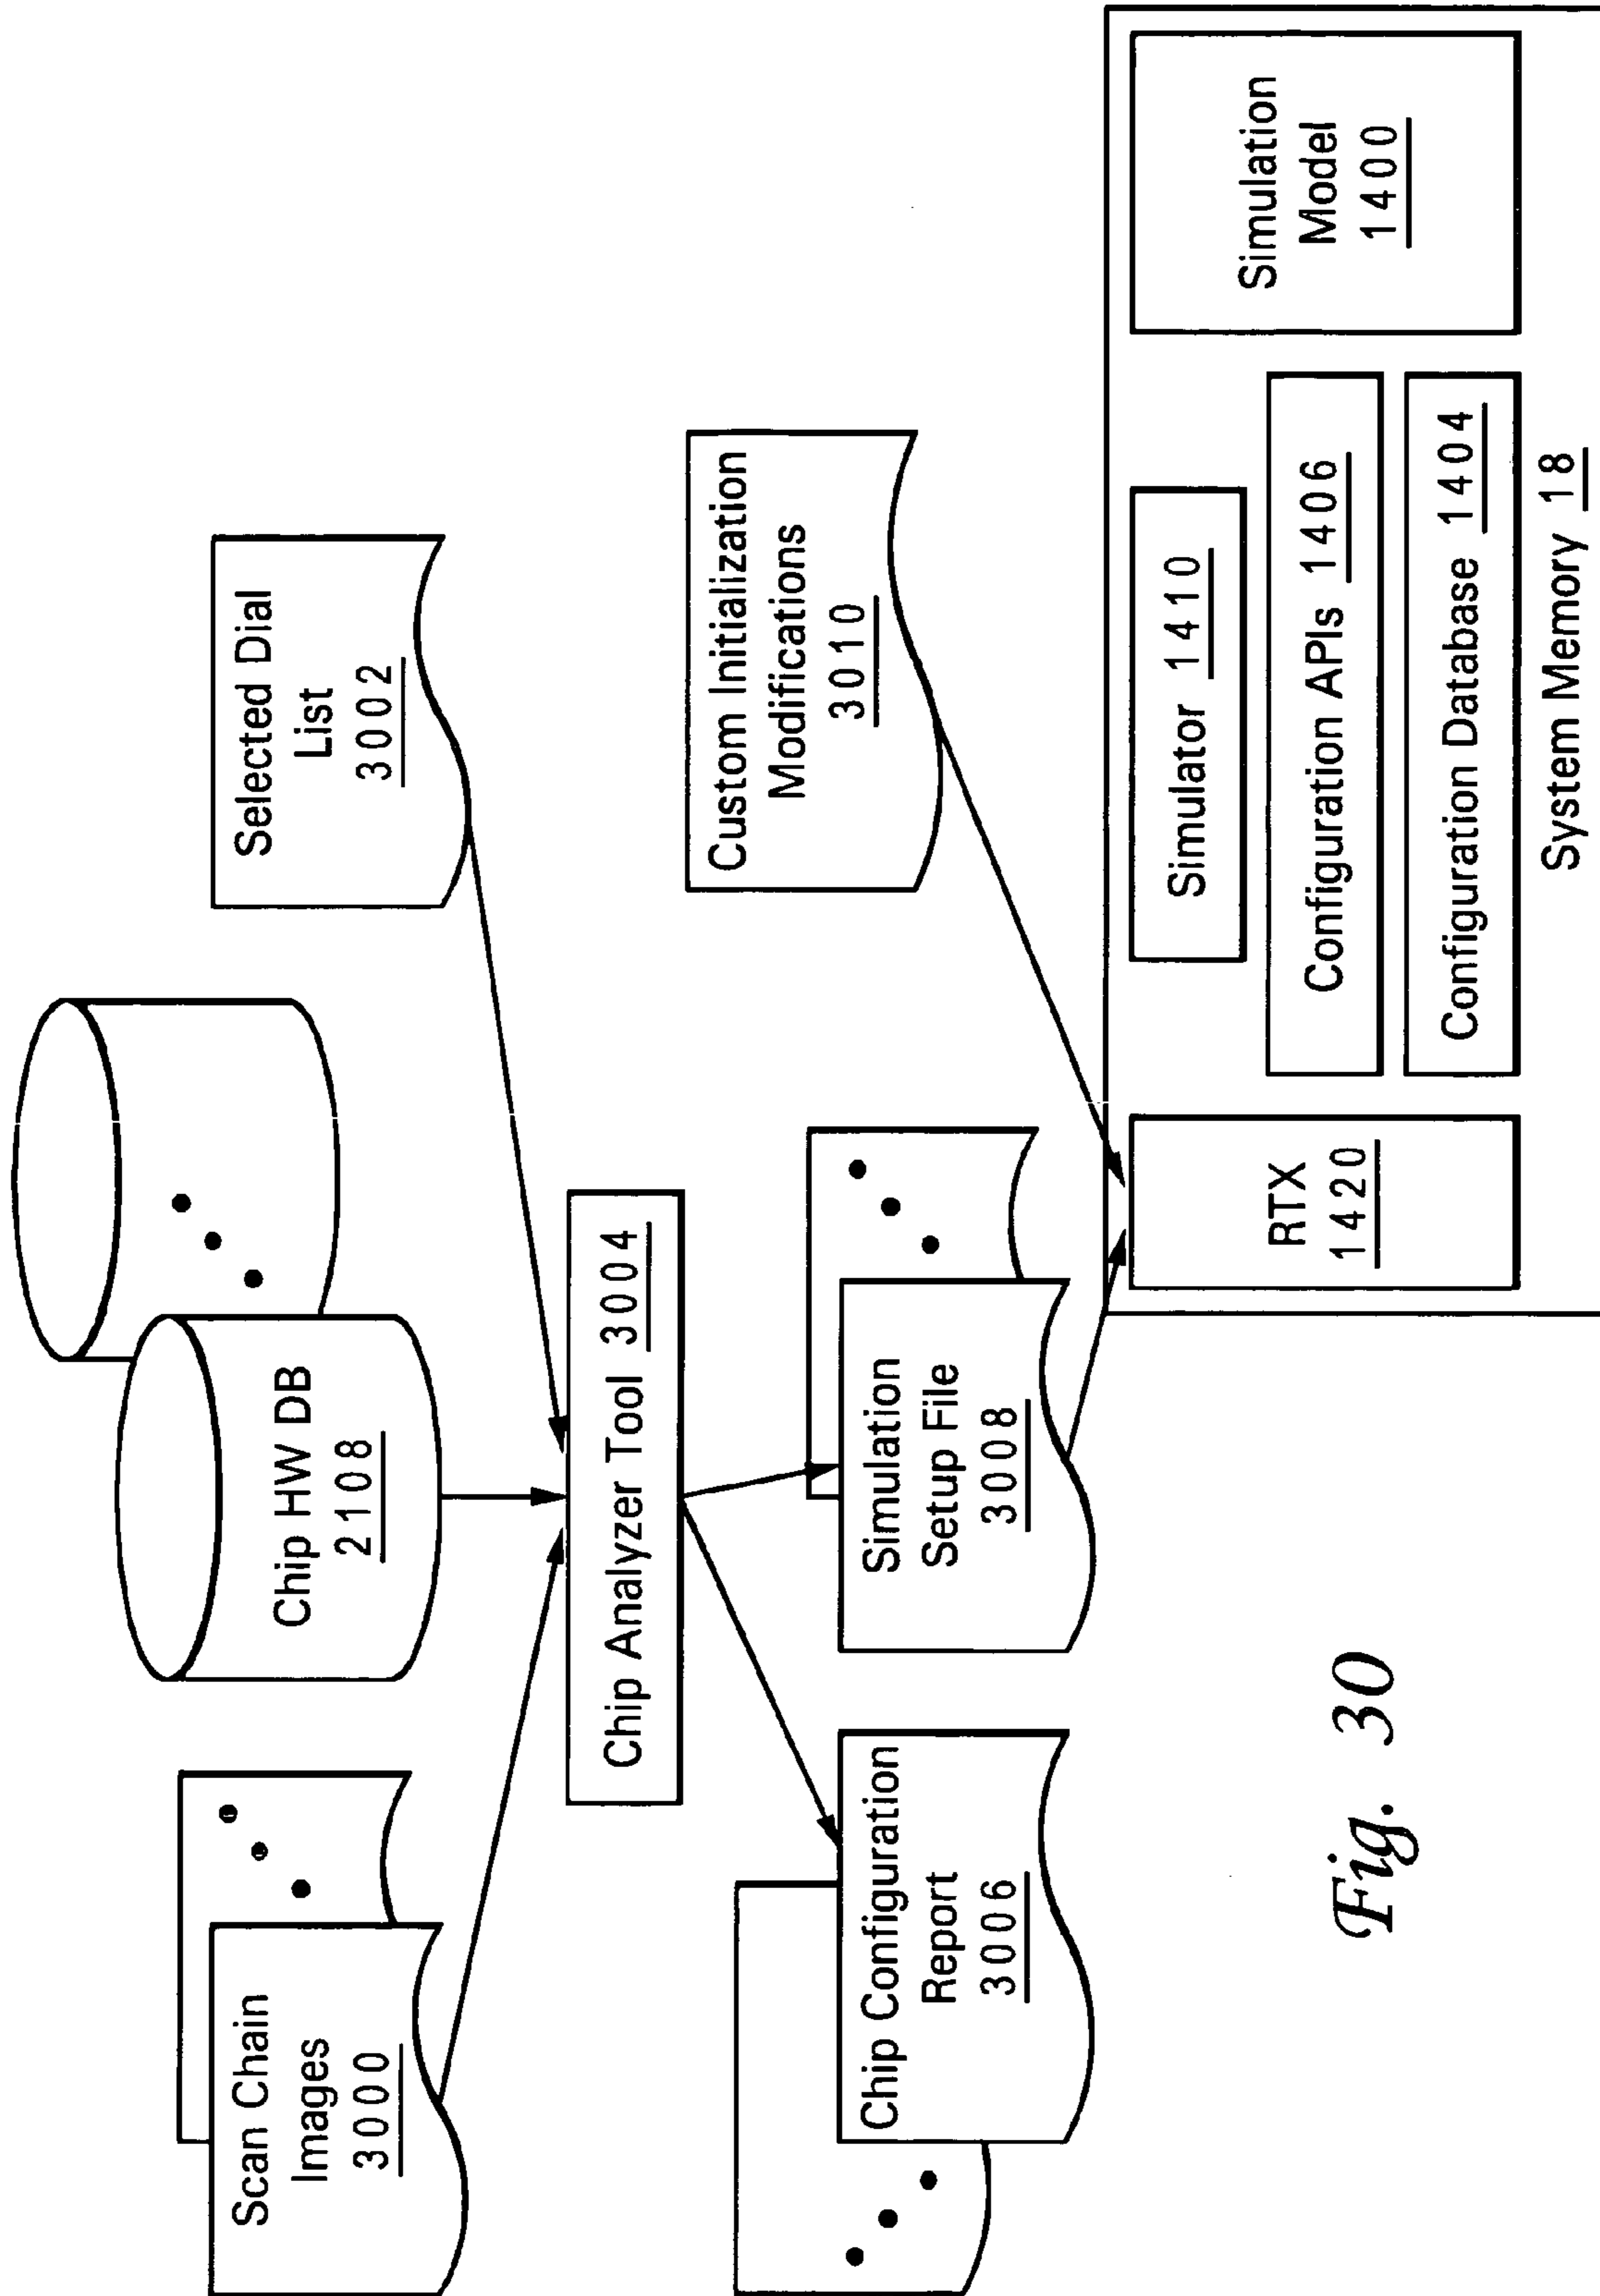 Scan Chain
Images
3000
Chip HW DB
2108
Selected Dial
List
3002
Chip Analyzer Tool 3004
Chip Configuration
Report
3006
Simulation
Setup File
3008
Custom Initialization
Modifications
3010
RTX
1420
Simulator 1410
Configuration APIs 1406
Configuration Database 1404
Simulation
Model
1400
System Memory 18
Fig. 30